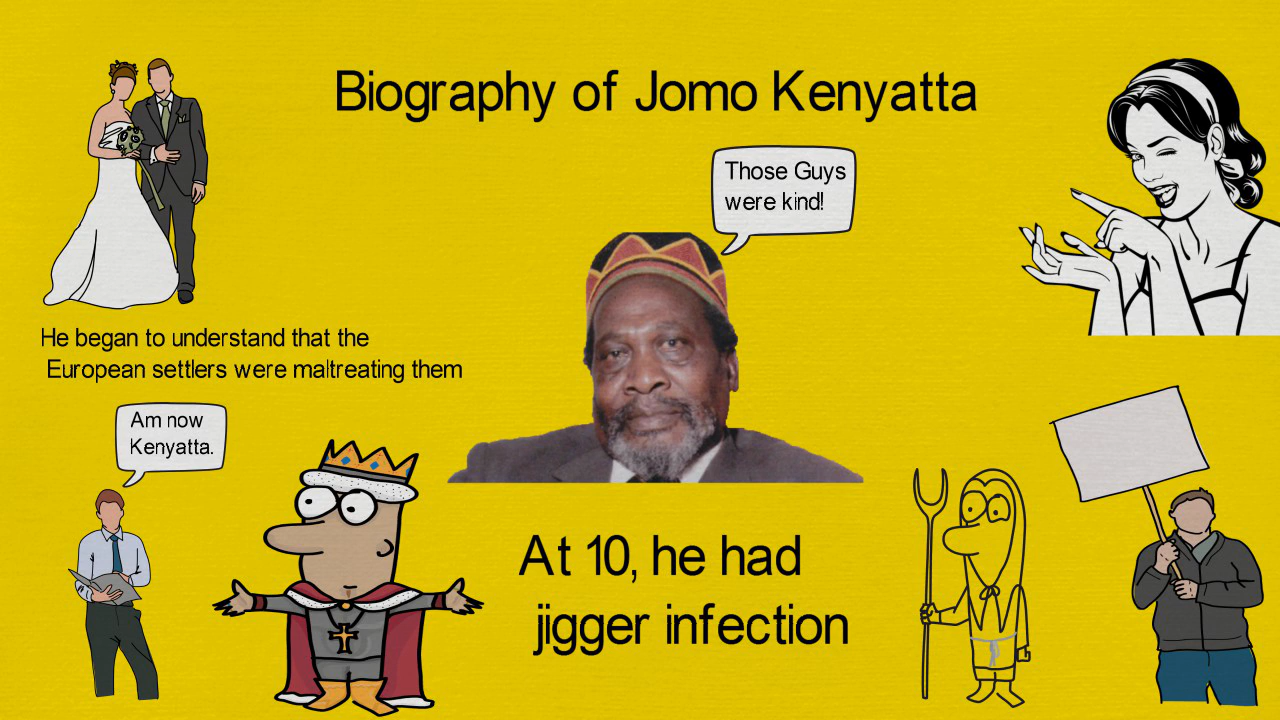 Biography of Jomo Kenyatta
Those Guys
were kind!
He began to understand that the
European settlers were maltreating them
Am now
Kenyatta.
At 10, he had
jigger infection